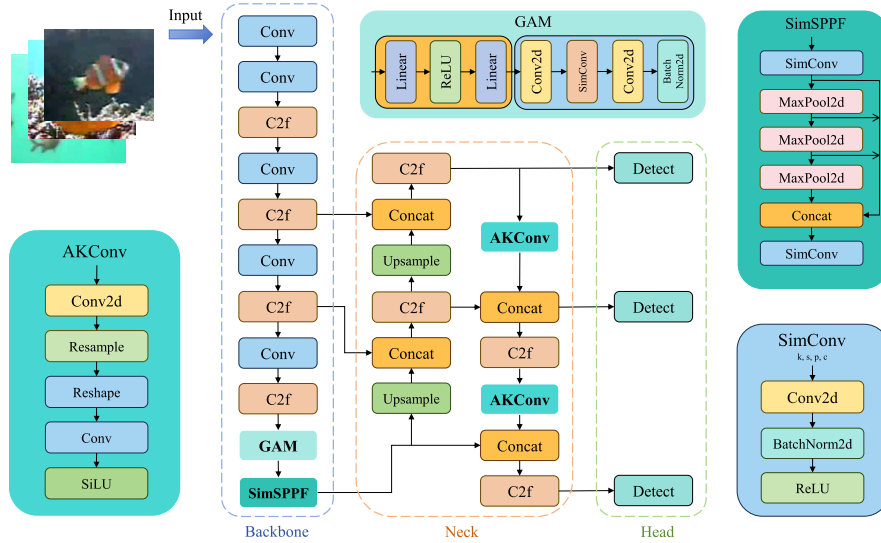 Input
Conv
Conv
C2f
Conv
C2f
Conv
C2f
Conv
C2f
GAM
SimSPPF
Backbone
GAM
Linear
ReLU
Linear
Conv2d
SimConv
Conv2d
Batch
Norm2d
C2f
Concat
Upsample
C2f
Concat
Upsample
AKConv
Concat
C2f
AKConv
Concat
C2f
Neck
Detect
Detect
Detect
Head
AKConv
Conv2d
Resample
Reshape
Conv
SiLU
SimSPPF
SimConv
MaxPool2d
MaxPool2d
MaxPool2d
Concat
SimConv
SimConv
k, s, p, c
Conv2d
BatchNorm2d
ReLU